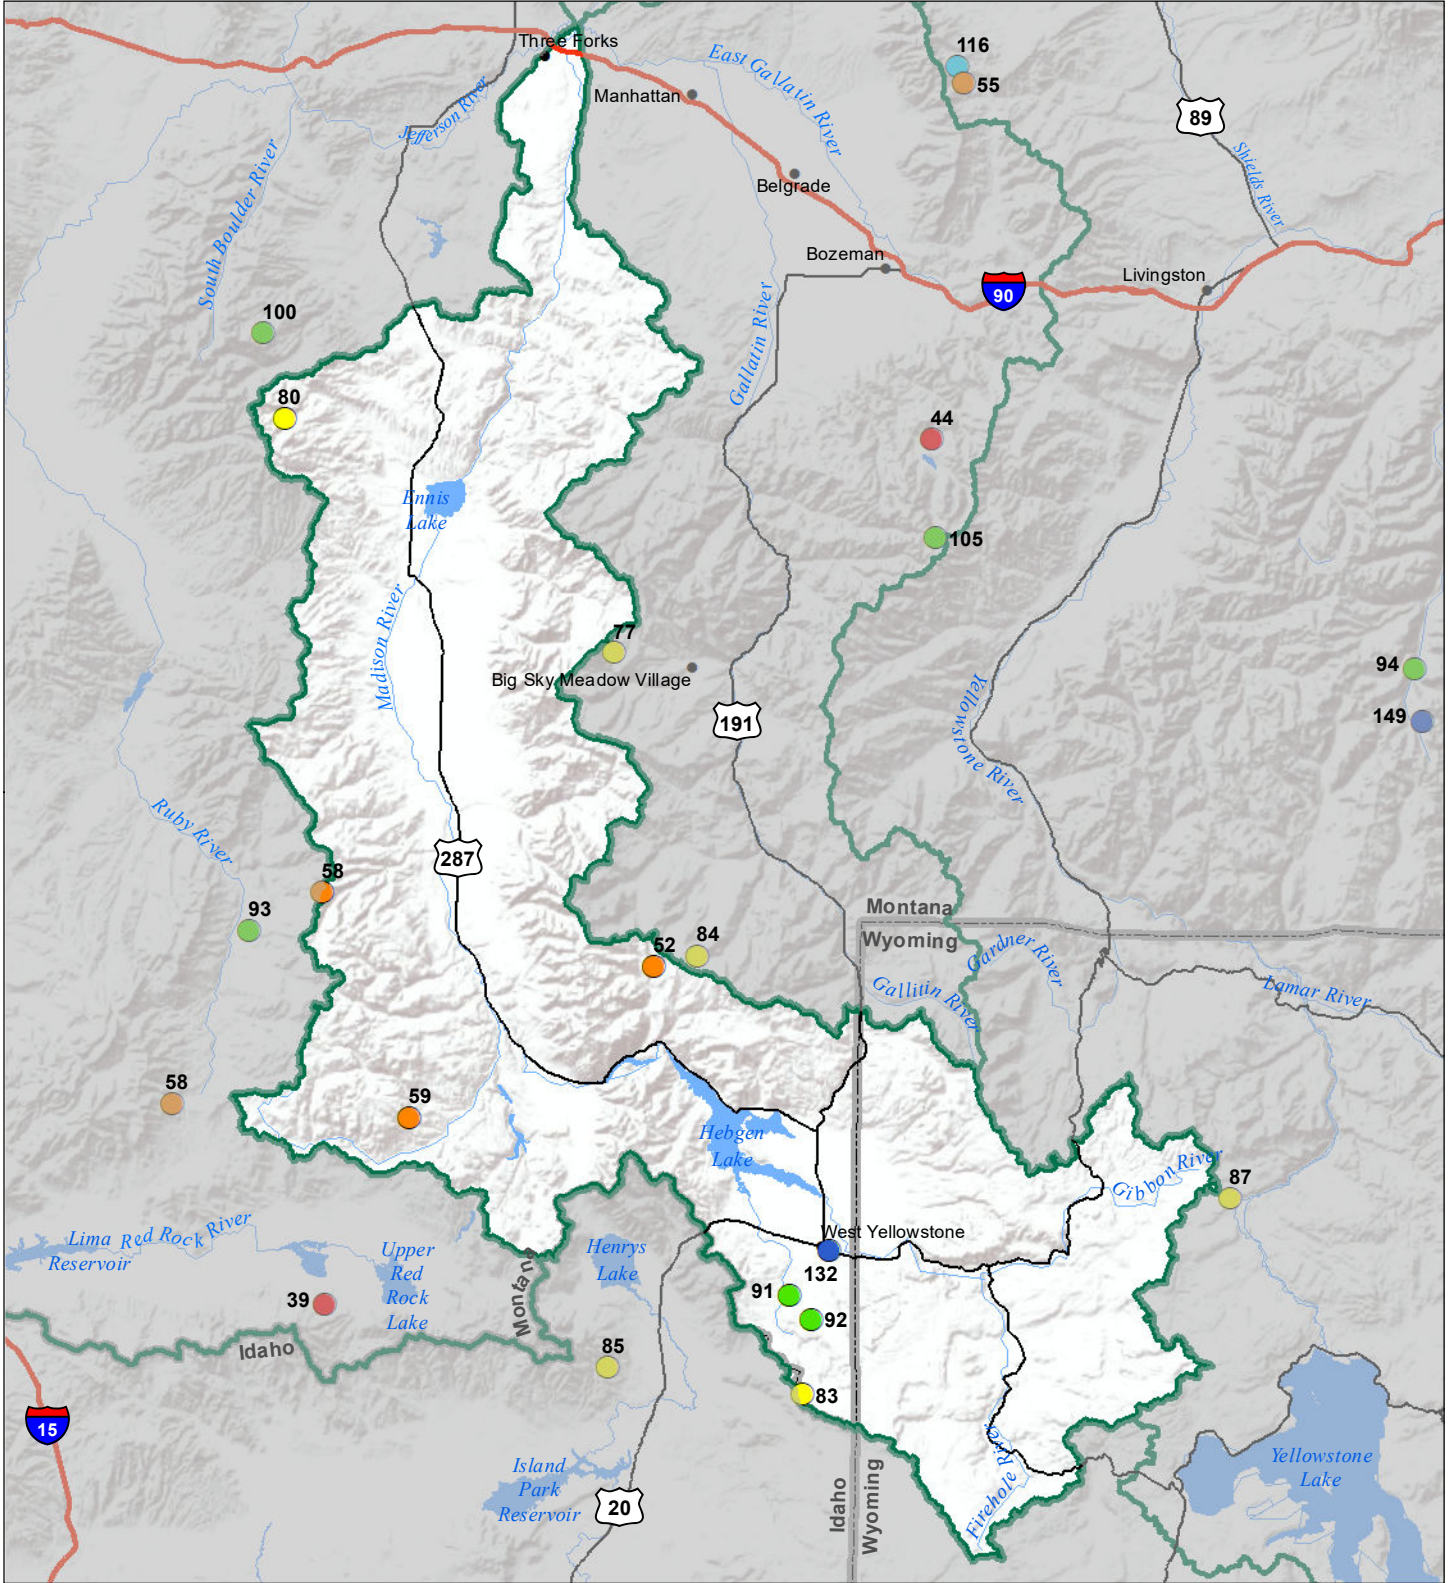 Three Forks
116
55
East Gallatin River
Manhattan
Jefferson River
89
Shields River
South Boulder River
Belgrade
Bozeman
Livingston
90
100
Gallatin River
80
44
Ennis
Lake
105
Madison River
77
Big Sky Meadow Village
94
149
191
Yellowstone River
Ruby River
287
58
93
Montana
Wyoming
52
84
Gardner River
Gallitin River
Lamar River
58
59
Hebgen
Lake
Gibbon River
87
West Yellowstone
132
Lima
Reservoir
Red Rock River
Upper
Red
Rock
Lake
Henrys
Lake
Montana
91
92
39
Idaho
85
83
15
Island
Park
Reservoir
20
Idaho
Wyoming
Firehole River
Yellowstone
Lake